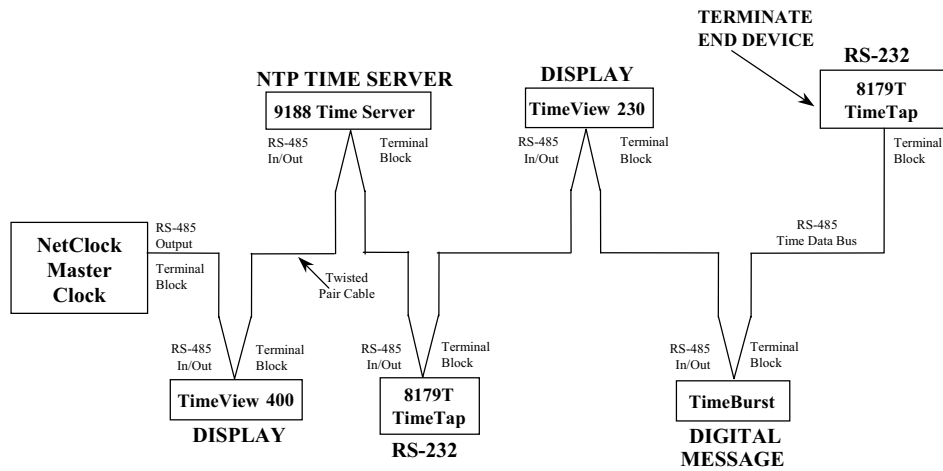 TERMINATE
END DEVICE
RS-232
8179T
TimeTap
Terminal
Block
DISPLAY
TimeView 230
RS-485
In/Out
Terminal
Block
NTP TIME SERVER
9188 Time Server
RS-485
In/Out
Terminal
Block
NetClock
Master
Clock
RS-485
Output
Terminal
Block
Twisted
Pair Cable
RS-485
Time Data Bus
RS-485
In/Out
Terminal
Block
TimeView 400
DISPLAY
RS-485
In/Out
Terminal
Block
8179T
TimeTap
RS-232
RS-485
In/Out
Terminal
Block
TimeBurst
DIGITAL
MESSAGE